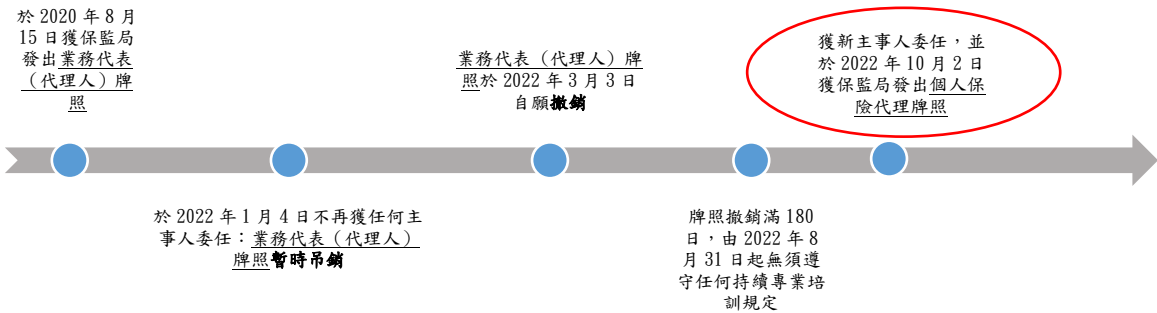 於 2020 年 8 月
15 日獲保監局
發出業務代表
（代理人）牌
照
於 2022 年 1 月 4 日不再獲任何主
事人委任：業務代表（代理人）
牌照暫時吊銷
業務代表（代理人）牌
照於 2022 年 3 月 3 日
自願撤銷
牌照撤銷滿 180
日，由 2022 年 8
月 31 日起無須遵
守任何持續專業培
訓規定
獲新主事人委任，並
於 2022 年 10 月 2 日
獲保監局發出個人保
險代理牌照